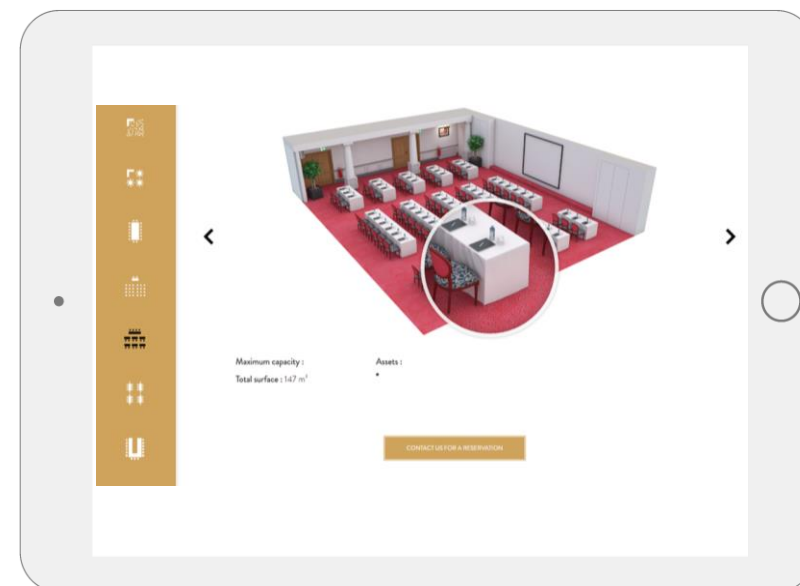 Maximum capacity :
Assets :
Total surface : 147 m²
*
CONTACT US FOR A RESERVATION